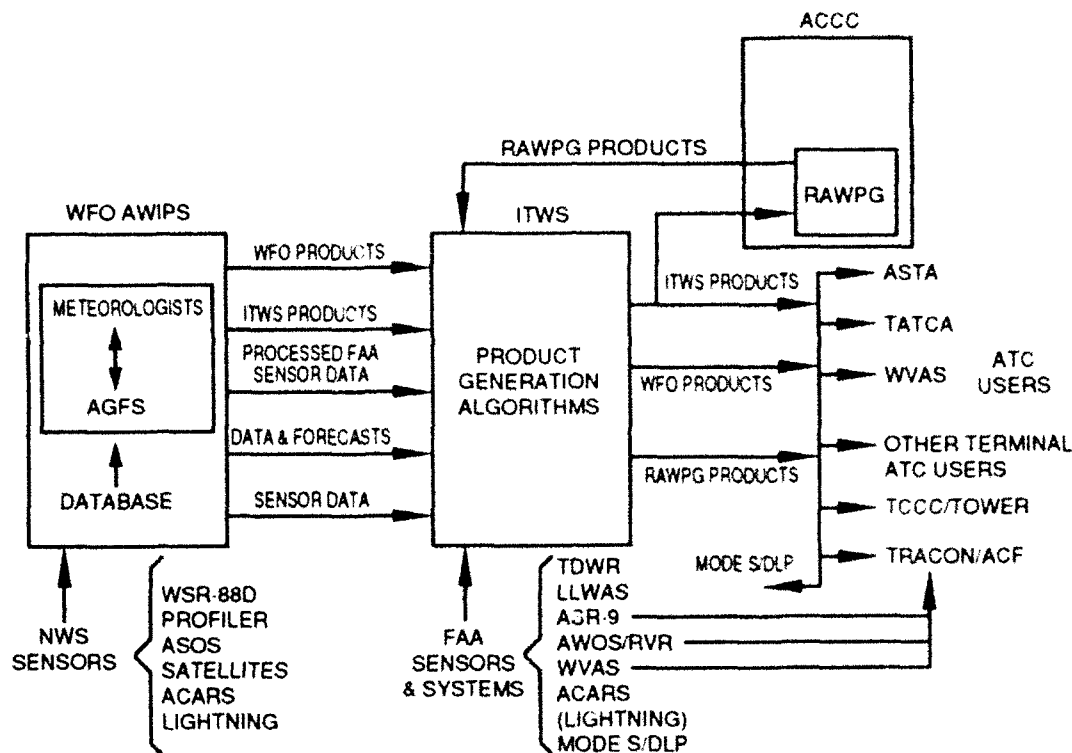 ACCC
RAWPG PRODUCTS
RAWPG
WFO AWIPS
ITWS
WFO PRODUCTS
METEOROLOGISTS
AGFS
DATABASE
ITWS PRODUCTS
PROCESSED FAA
SENSOR DATA
DATA & FORECASTS
SENSOR DATA
PRODUCT
GENERATION
ALGORITHMS
ITWS PRODUCTS
WFO PRODUCTS
RAWPG PRODUCTS
MODE S/DLP
ASTA
TATCA
WVAS
ATC
USERS
OTHER TERMINAL
ATC USERS
TCCC/TOWER
TRACON/ACF
NWS
SENSORS
WSR-88D
PROFILER
ASOS
SATELLITES
ACARS
LIGHTNING
FAA
SENSORS
& SYSTEMS
TDWR
LLWAS
ASR-9
AWOS/RVR
WVAS
ACARS
(LIGHTNING)
MODE S/DLP